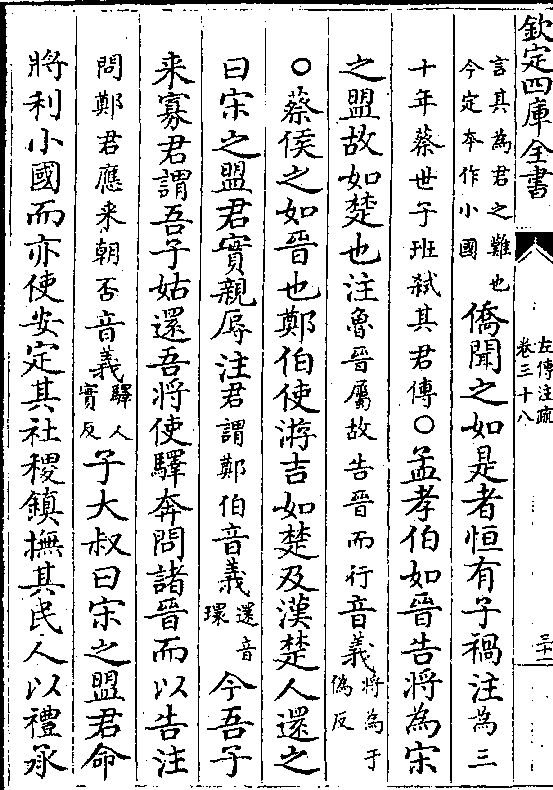 欽定四庫全書
左傳注疏
卷三十八
三十二
言其為君之難也
今定本作小國
僑聞之如是者恒有子禍注為三
十年蔡世子班弑其君傳○孟孝伯如晉告將為宋
之盟故如楚也注魯晉屬故告晉而行音義將為于
偽反
○蔡侯之如晉也鄭伯使游吉如楚及漢楚人還之
曰宋之盟君實親辱注君謂鄭伯音義還音
環
今吾子
来寡君謂吾子姑還吾將使驛奔問諸晉而以告注
問鄭君應来朝否音義驛人
實反
子大叔曰宋之盟君命
將利小國而亦使安定其社稷鎮撫其民人以禮承